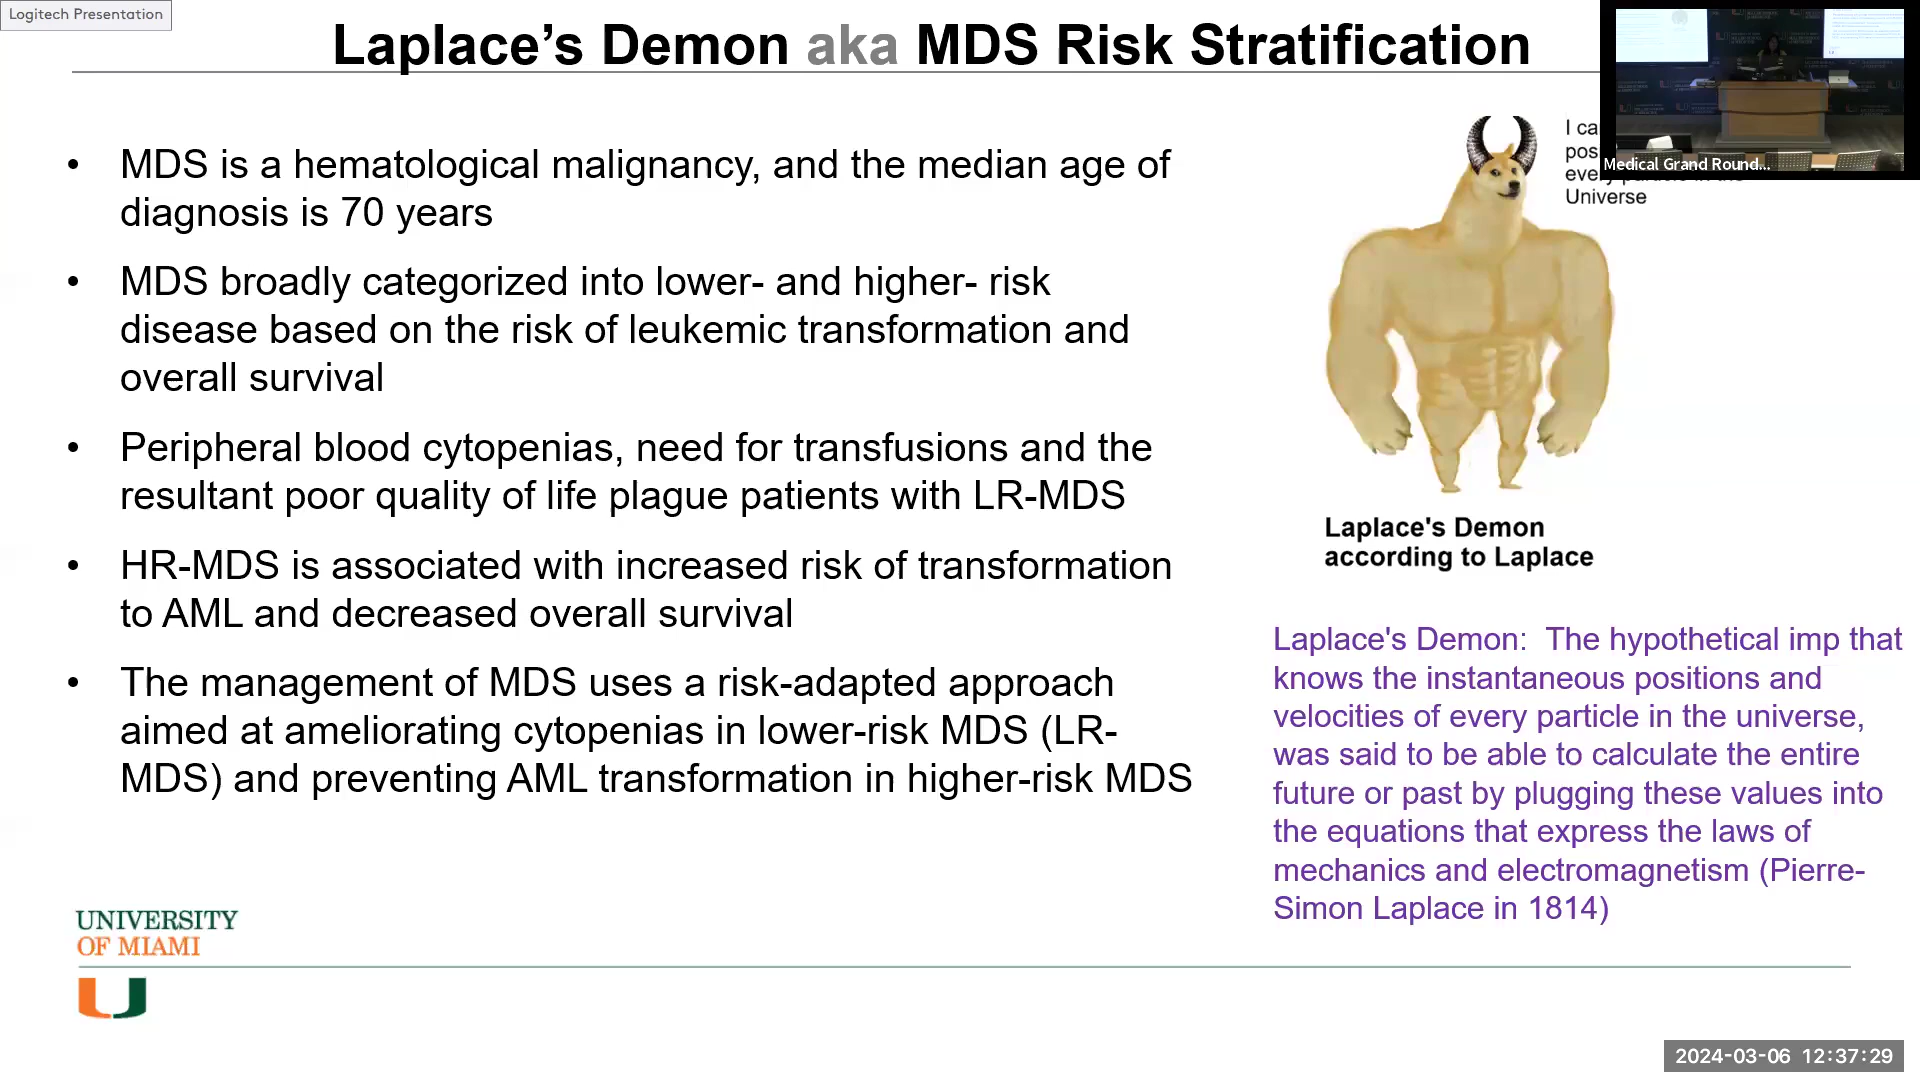 Logitech Presentation
Laplace’s Demon aka MDS Risk Stratification
• MDS is a hematological malignancy, and the median age of
diagnosis is 70 years
• MDS broadly categorized into lower- and higher- risk
disease based on the risk of leukemic transformation and
overall survival
• Peripheral blood cytopenias, need for transfusions and the
resultant poor quality of life plague patients with LR-MDS
• HR-MDS is associated with increased risk of transformation
to AML and decreased overall survival
• The management of MDS uses a risk-adapted approach
aimed at ameliorating cytopenias in lower-risk MDS (LR-
MDS) and preventing AML transformation in higher-risk MDS
I
Universe
Medical Grand Round...
Laplace's Demon
according to Laplace
Laplace's Demon: The hypothetical imp that
knows the instantaneous positions and
velocities of every particle in the universe,
was said to be able to calculate the entire
future or past by plugging these values into
the equations that express the laws of
mechanics and electromagnetism (Pierre-
Simon Laplace in 1814)
UNIVERSITY
OF MIAMI
U
2024-03-06 12:37:29